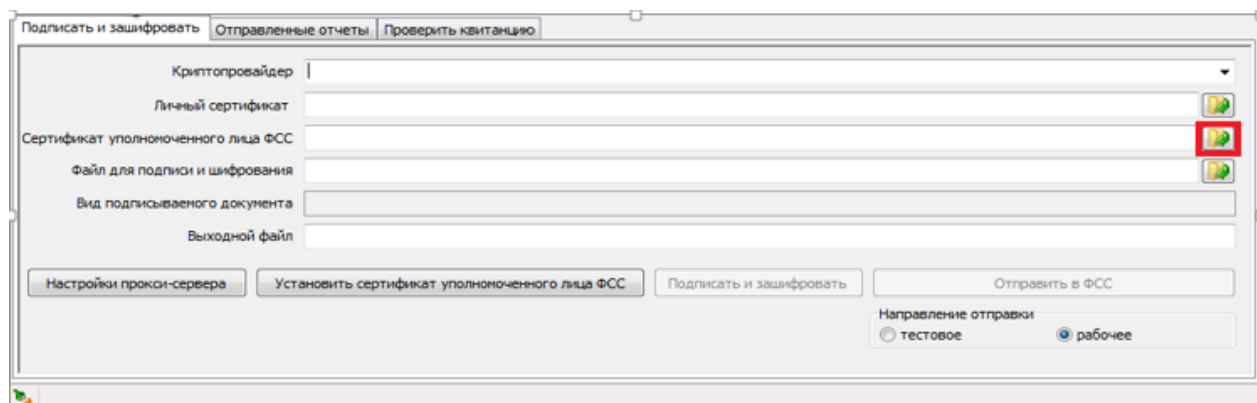 Подписать и зашифровать Отправленные отчеты Проверить квитанцию
Криптопровайдер
Личный сертификат
Сертификат уполномоченного лица ФСС
Файл для подписи и шифрования
Вид подписываемого документа
Выходной файл
Настройки прокси-сервера Установить сертификат уполномоченного лица ФСС Подписать и зашифровать Отправить в ФСС
Направление отправки
тестовое рабочее